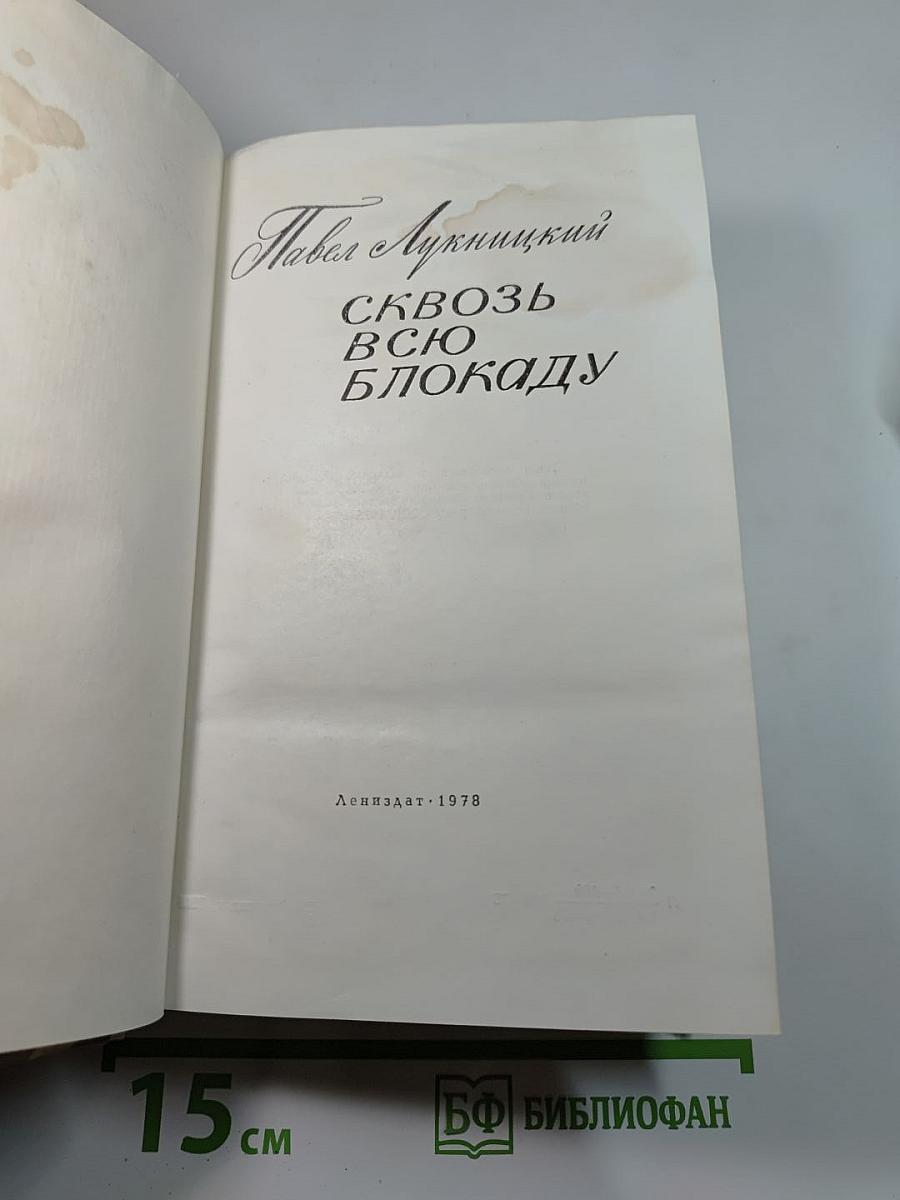 Павел Лукницкий
СКВОЗЬ
ВСЮ
БЛОКАДУ
Лениздат · 1978
15 см
БФ БИБЛИОФАН